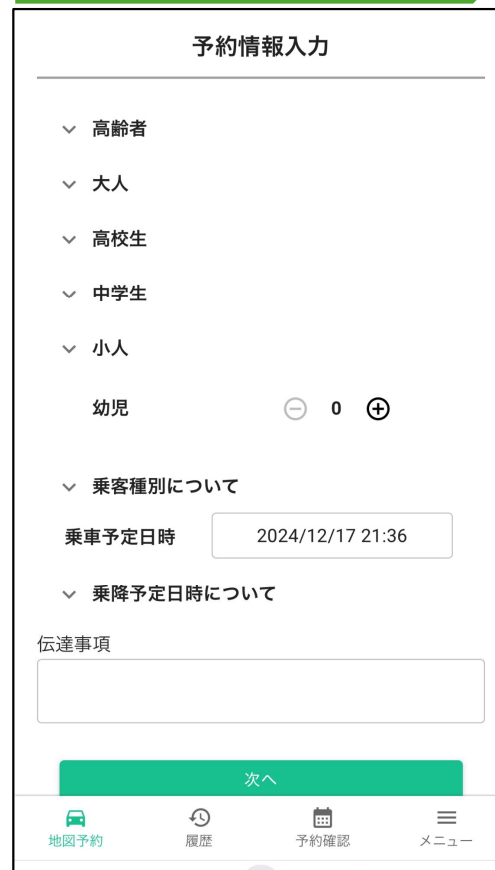 予約情報入力
高齢者
大人
高校生
中学生
小人
幼児 0
乗客種別について
乗車予定日時 2024/12/17 21:36
乗降予定日時について
伝達事項
次へ
地図予約 履歴 予約確認 メニュー